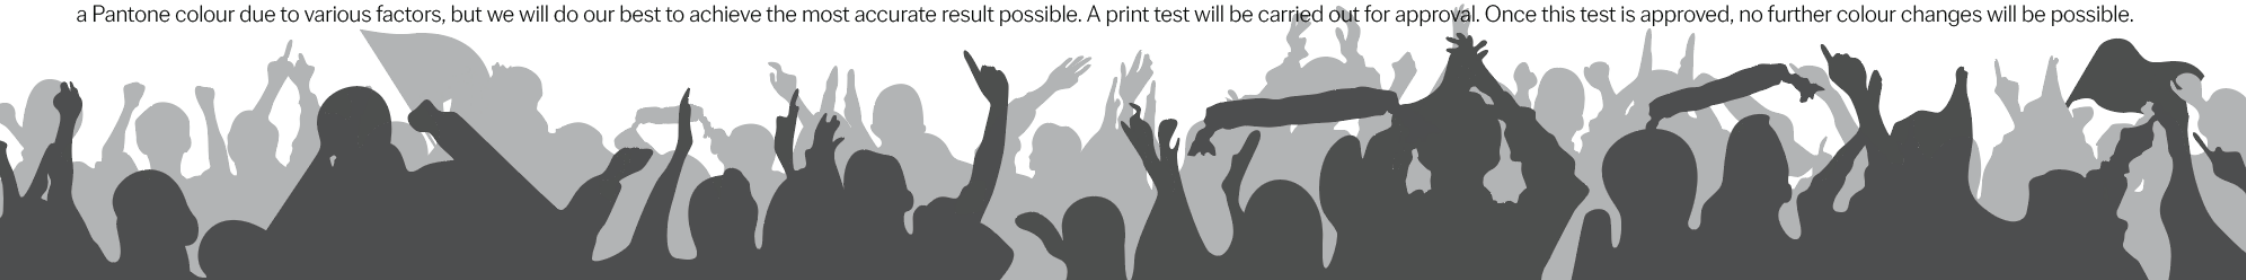 a Pantone colour due to various factors, but we will do our best to achieve the most accurate result possible. A print test will be carried out for approval. Once this test is approved, no further colour changes will be possible.